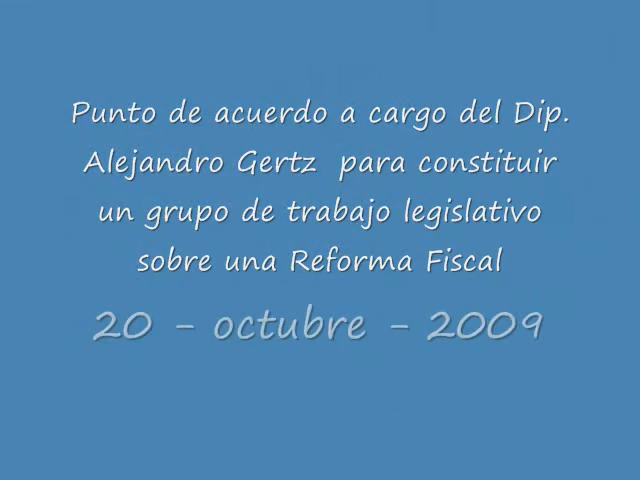 Punto de acuerdo a cargo del Dip.
Alejandro Gertz para constituir
un grupo de trabajo legislativo
sobre una Reforma Fiscal
20 - octubre - 2009